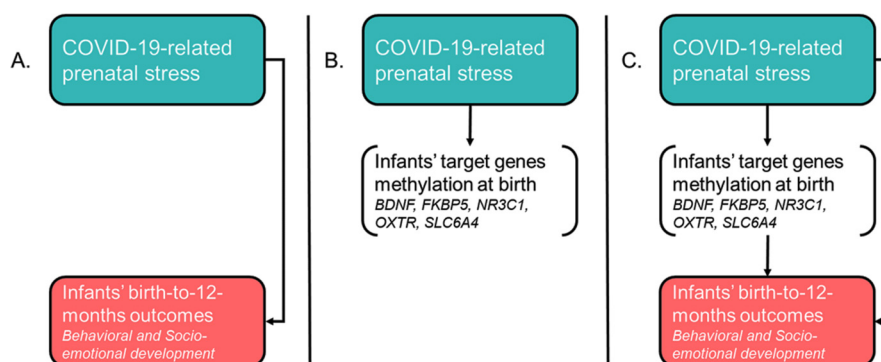 A.
COVID-19-related
prenatal stress
Infants' birth-to-12-
months outcomes
Behavioral and Socio-
emotional development
B.
COVID-19-related
prenatal stress
Infants' target genes
methylation at birth
BDNF, FKBP5, NR3C1,
OXTR, SLC6A4
C.
COVID-19-related
prenatal stress
Infants' target genes
methylation at birth
BDNF, FKBP5, NR3C1,
OXTR, SLC6A4
Infants' birth-to-12-
months outcomes
Behavioral and Socio-
emotional development